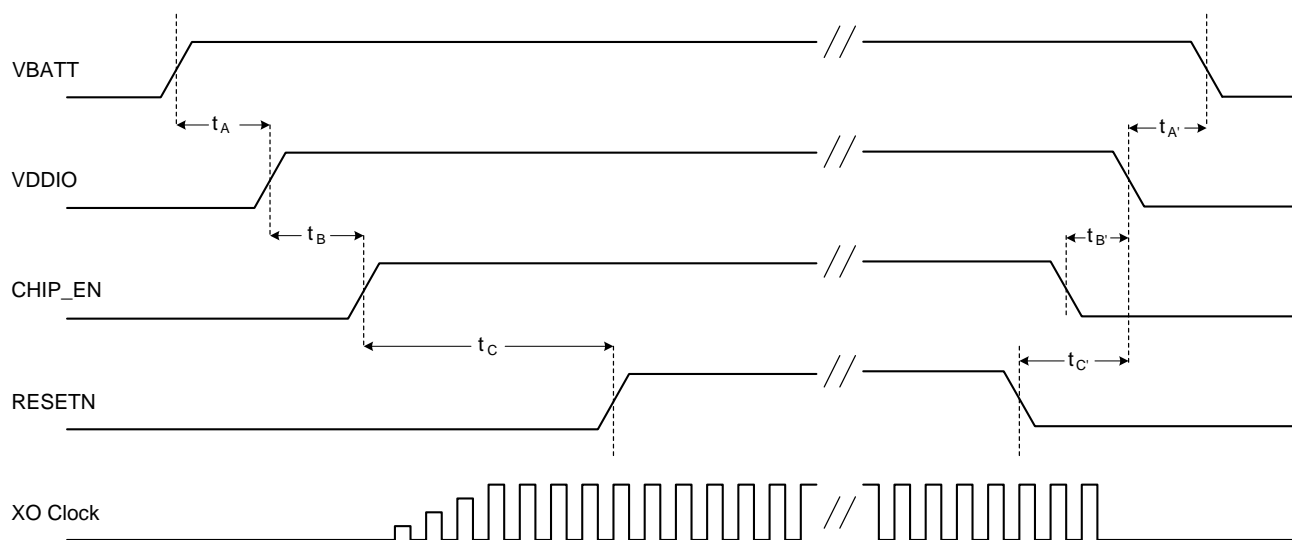 VBATT
tA
tA'
VDDIO
tB
tB'
CHIP_EN
tC
tC'
RESETN
XO Clock